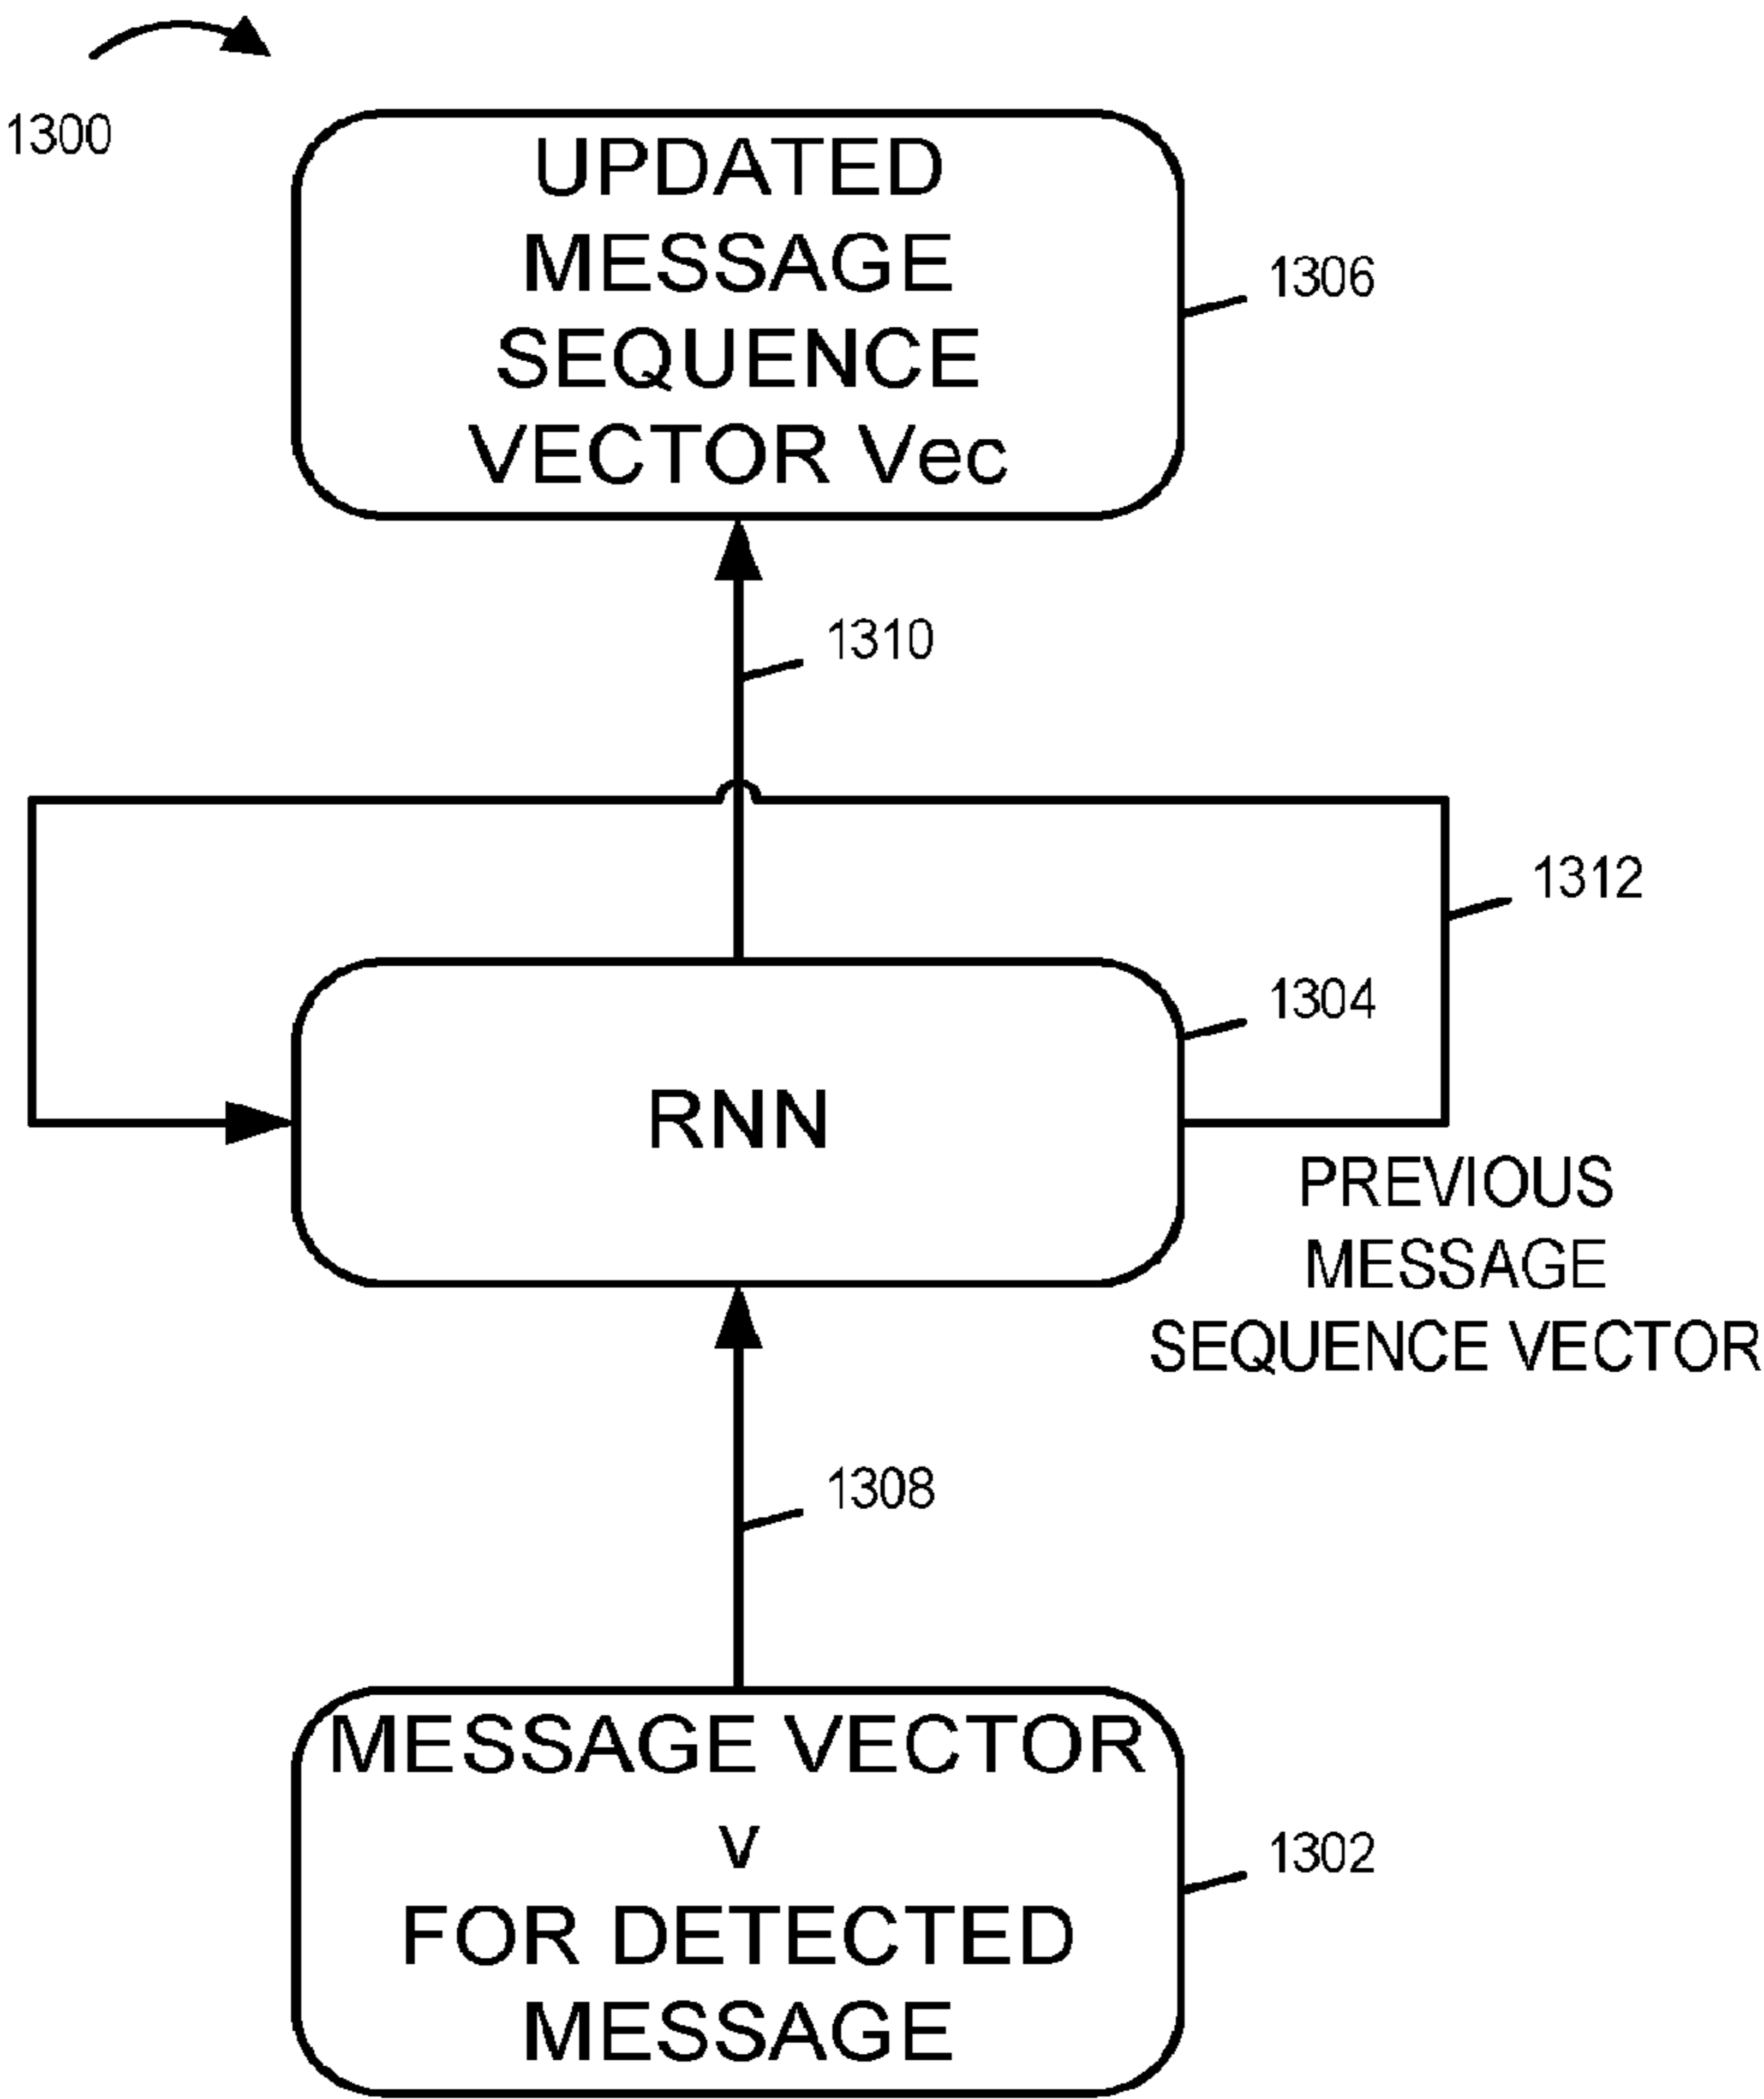 1300
UPDATED
MESSAGE
SEQUENCE
VECTOR Vec
1306
1310
1312
1304
RNN
PREVIOUS
MESSAGE
SEQUENCE VECTOR
1308
MESSAGE VECTOR
v
FOR DETECTED
MESSAGE
1302